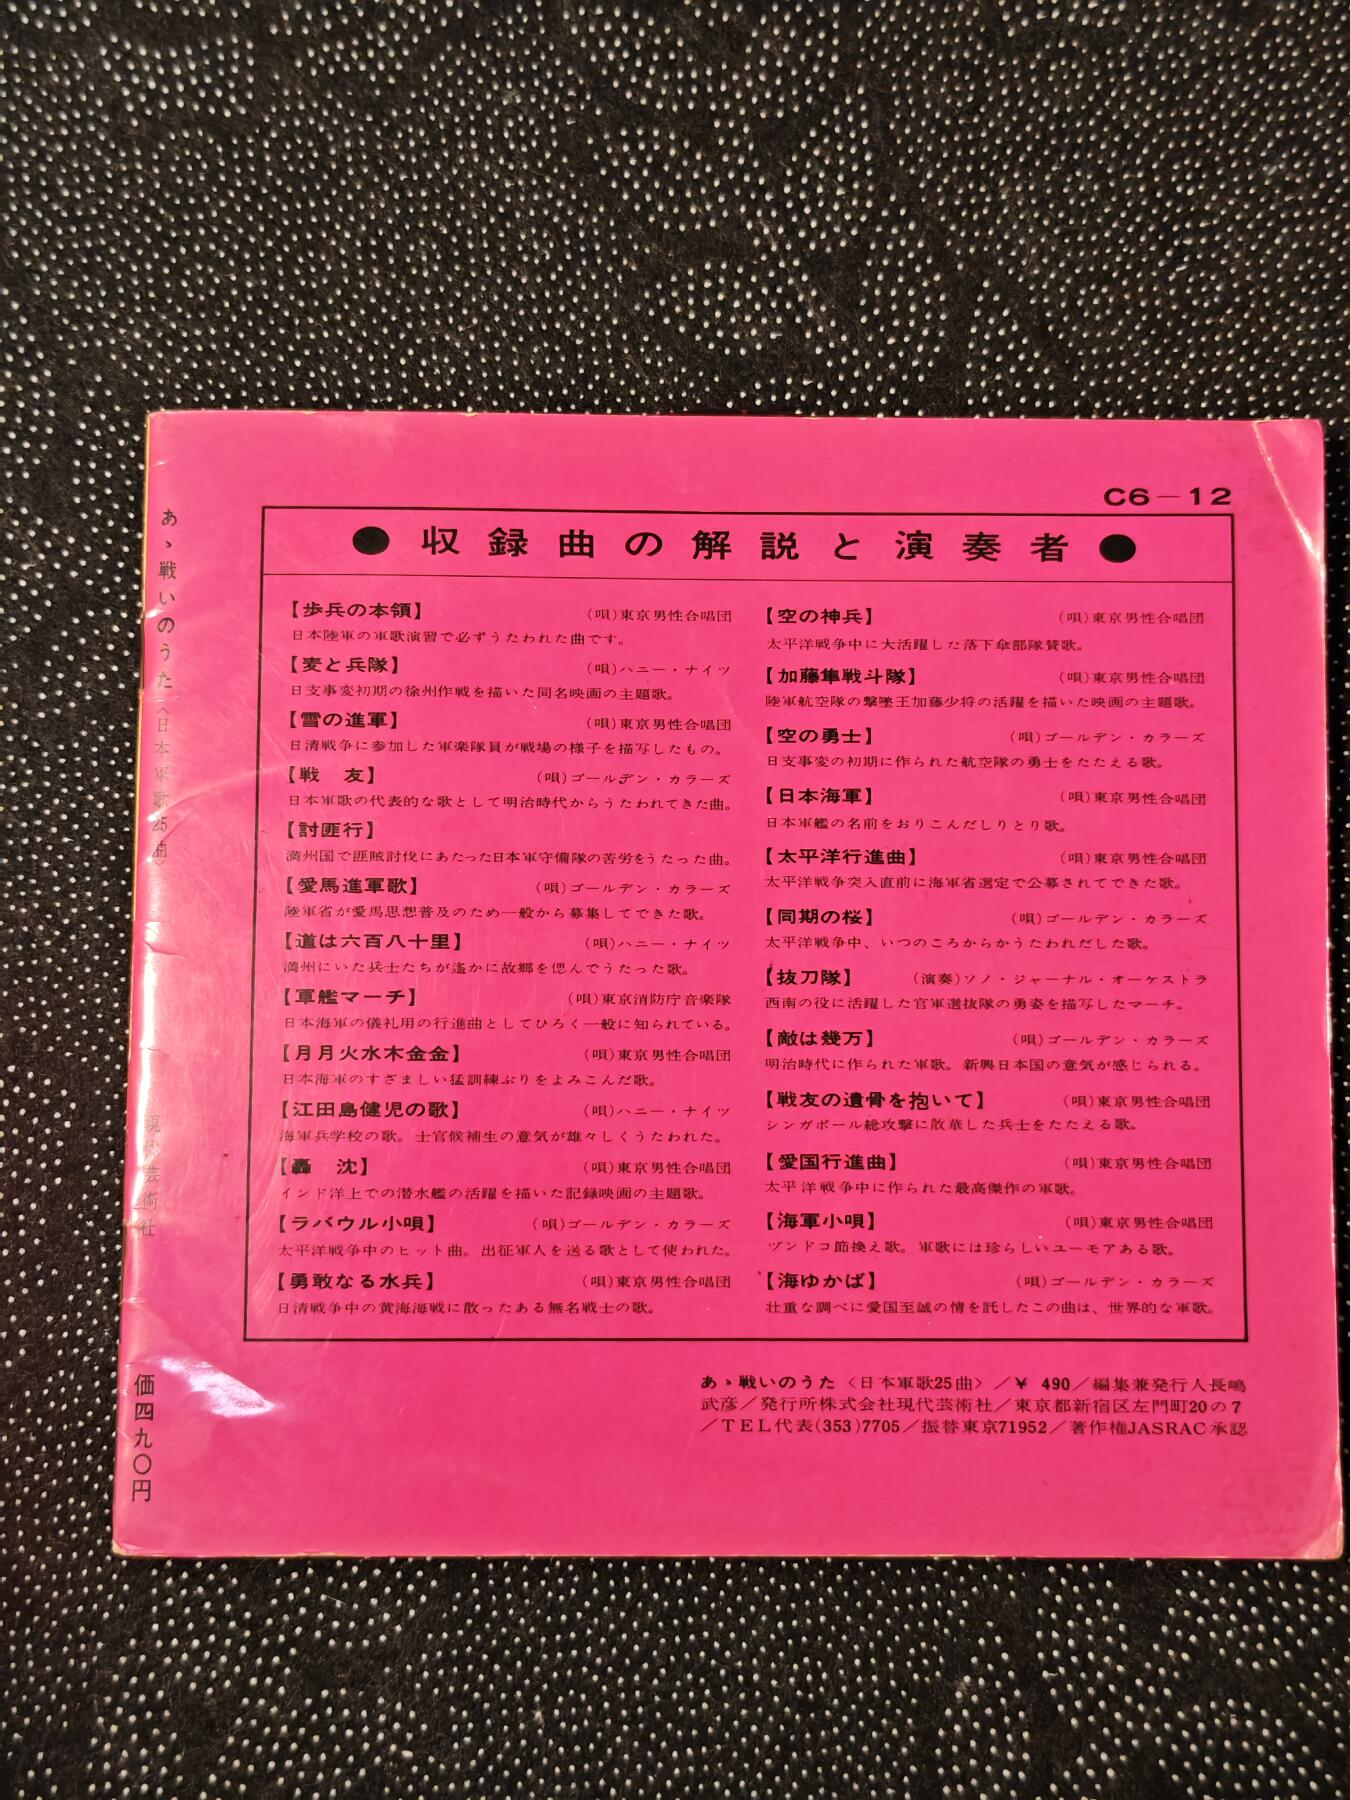 C6－12
●収録曲の解説と演奏者●
【歩兵の本領】 (唄)東京男性合唱団
日本陸軍の軍歌演習で必ずうたわれた曲です。
【麦と兵隊】 (唄)ハニー・ナイツ
日支事変初期の徐州作戦を描いた同名映画の主題歌。
【雪の進軍】 (唄)東京男性合唱団
日清戦争に参加した軍楽隊員が戦場の様子を描写したもの。
【戦　友】 (唄)ゴールデン・カラーズ
日本軍歌の代表的な歌として明治時代からうたわれてきた曲。
【討匪行】
満州国で匪賊討伐にあたった日本軍守備隊の苦労をうたった曲。
【愛馬進軍歌】 (唄)ゴールデン・カラーズ
陸軍省が愛馬思想普及のため一般から募集してできた歌。
【道は六百八十里】 (唄)ハニー・ナイツ
満州にいた兵士たちが遙かに故郷を偲んでうたった歌。
【軍艦マーチ】 (唄)東京消防庁音楽隊
日本海軍の儀礼用の行進曲としてひろく一般に知られている。
【月月火水木金金】 (唄)東京男性合唱団
日本海軍のすざましい猛訓練ぶりをよみこんだ歌。
【江田島健児の歌】 (唄)ハニー・ナイツ
海軍兵学校の歌。士官候補生の意気が雄々しくうたわれた。
【轟　沈】 (唄)東京男性合唱団
インド洋上での潜水艦の活躍を描いた記録映画の主題歌。
【ラバウル小唄】 (唄)ゴールデン・カラーズ
太平洋戦争中のヒット曲。出征軍人を送る歌として使われた。
【勇敢なる水兵】 (唄)東京男性合唱団
日清戦争中の黄海海戦に散ったある無名戦士の歌。
【空の神兵】 (唄)東京男性合唱団
太平洋戦争中に大活躍した落下傘部隊賛歌。
【加藤隼戦斗隊】 (唄)東京男性合唱団
陸軍航空隊の撃墜王加藤少将の活躍を描いた映画の主題歌。
【空の勇士】 (唄)ゴールデン・カラーズ
日支事変の初期に作られた航空隊の勇士をたたえる歌。
【日本海軍】 (唄)東京男性合唱団
日本軍艦の名前をおりこんだしりとり歌。
【太平洋行進曲】 (唄)東京男性合唱団
太平洋戦争突入直前に海軍省選定で公募されてできた歌。
【同期の桜】 (唄)ゴールデン・カラーズ
太平洋戦争中、いつのころからかうたわれだした歌。
【抜刀隊】 (演奏)ソノ・ジャーナル・オーケストラ
西南の役に活躍した官軍選抜隊の勇姿を描写したマーチ。
【敵は幾万】 (唄)ゴールデン・カラーズ
明治時代に作られた軍歌。新興日本国の意気が感じられる。
【戦友の遺骨を抱いて】 (唄)東京男性合唱団
シンガポール総攻撃に散華した兵士をたたえる歌。
【愛国行進曲】 (唄)東京男性合唱団
太平洋戦争中に作られた最高傑作の軍歌。
【海軍小唄】 (唄)東京男性合唱団
ヅンドコ節換え歌。軍歌には珍らしいユーモアある歌。
【海ゆかば】 (唄)ゴールデン・カラーズ
壮重な調べに愛国至誠の情を託したこの曲は、世界的な軍歌。
あゝ戦いのうた〈日本軍歌25曲〉／￥ 490／編集兼発行人長嶋
武彦／発行所株式会社現代芸術社／東京都新宿区左門町20の7
／TEL代表(353)7705／振替東京71952／著作権JASRAC承認
あゝ戦いのうた〈日本軍歌25曲〉
現代芸術社
価四九〇円